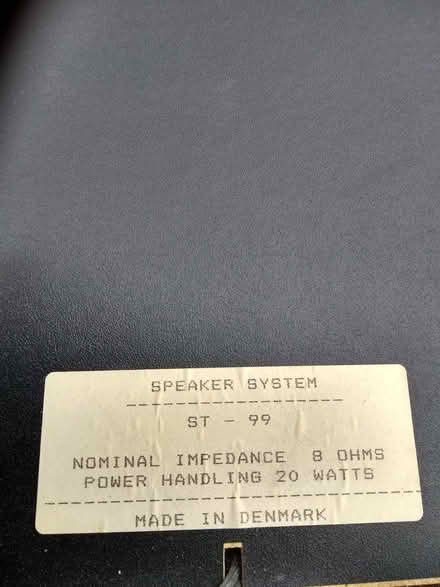 SPEAKER SYSTEM
------------------
ST - 99
NOMINAL IMPEDANCE 8 OHMS
POWER HANDLING 20 WATTS
--------------------------------
MADE IN DENMARK